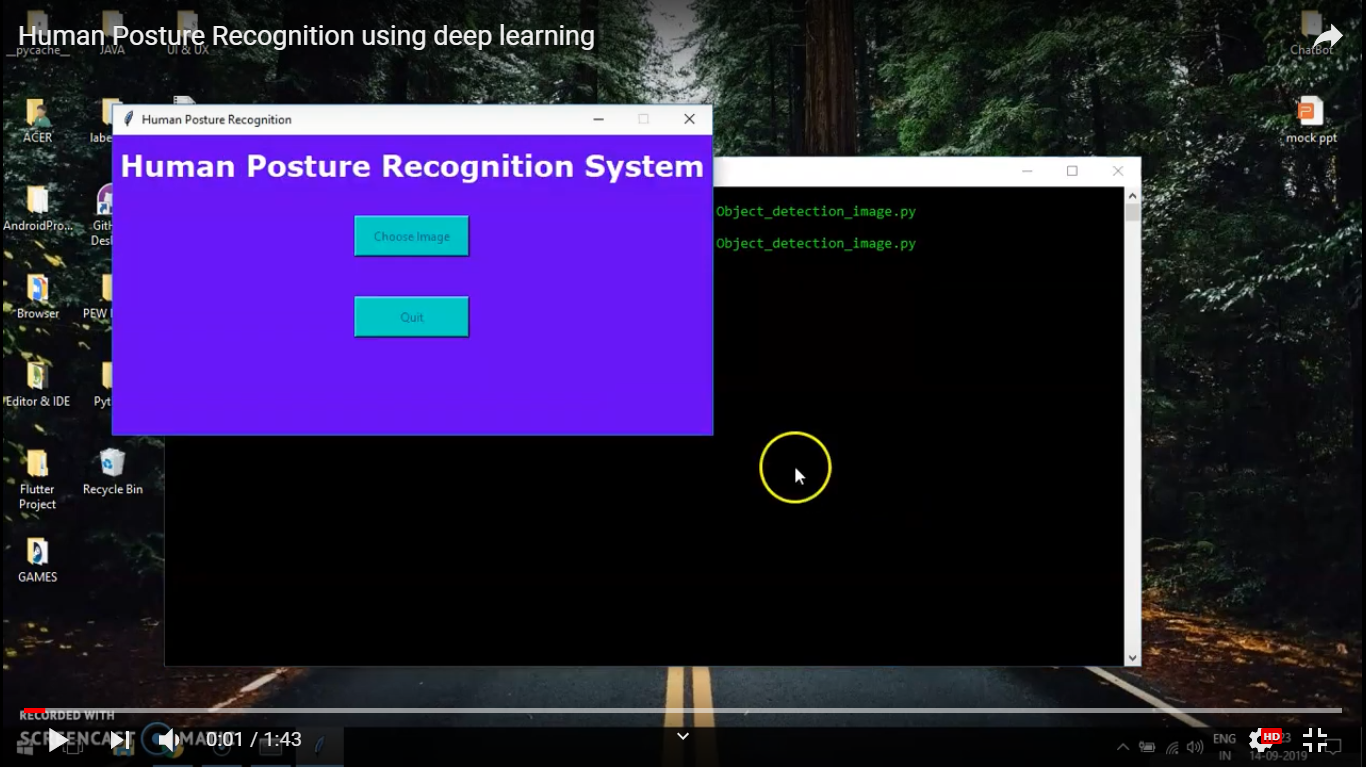 Human Posture Recognition using deep learning
__pycache__
JAVA
UI & UX
ChatBot
Human Posture Recognition
ACER
labe
mock ppt
Human Posture Recognition System
AndroidPro...
GitH
Desk
Object_detection_image.py
Choose Image
Object_detection_image.py
Browser
PEW
Quit
Editor & IDE
Pyt
Flutter
Project
Recycle Bin
GAMES
RECORDED WITH
SCREENCAST MATIC
0:01 / 1:43
ENG
IN
HD
14-09-2019